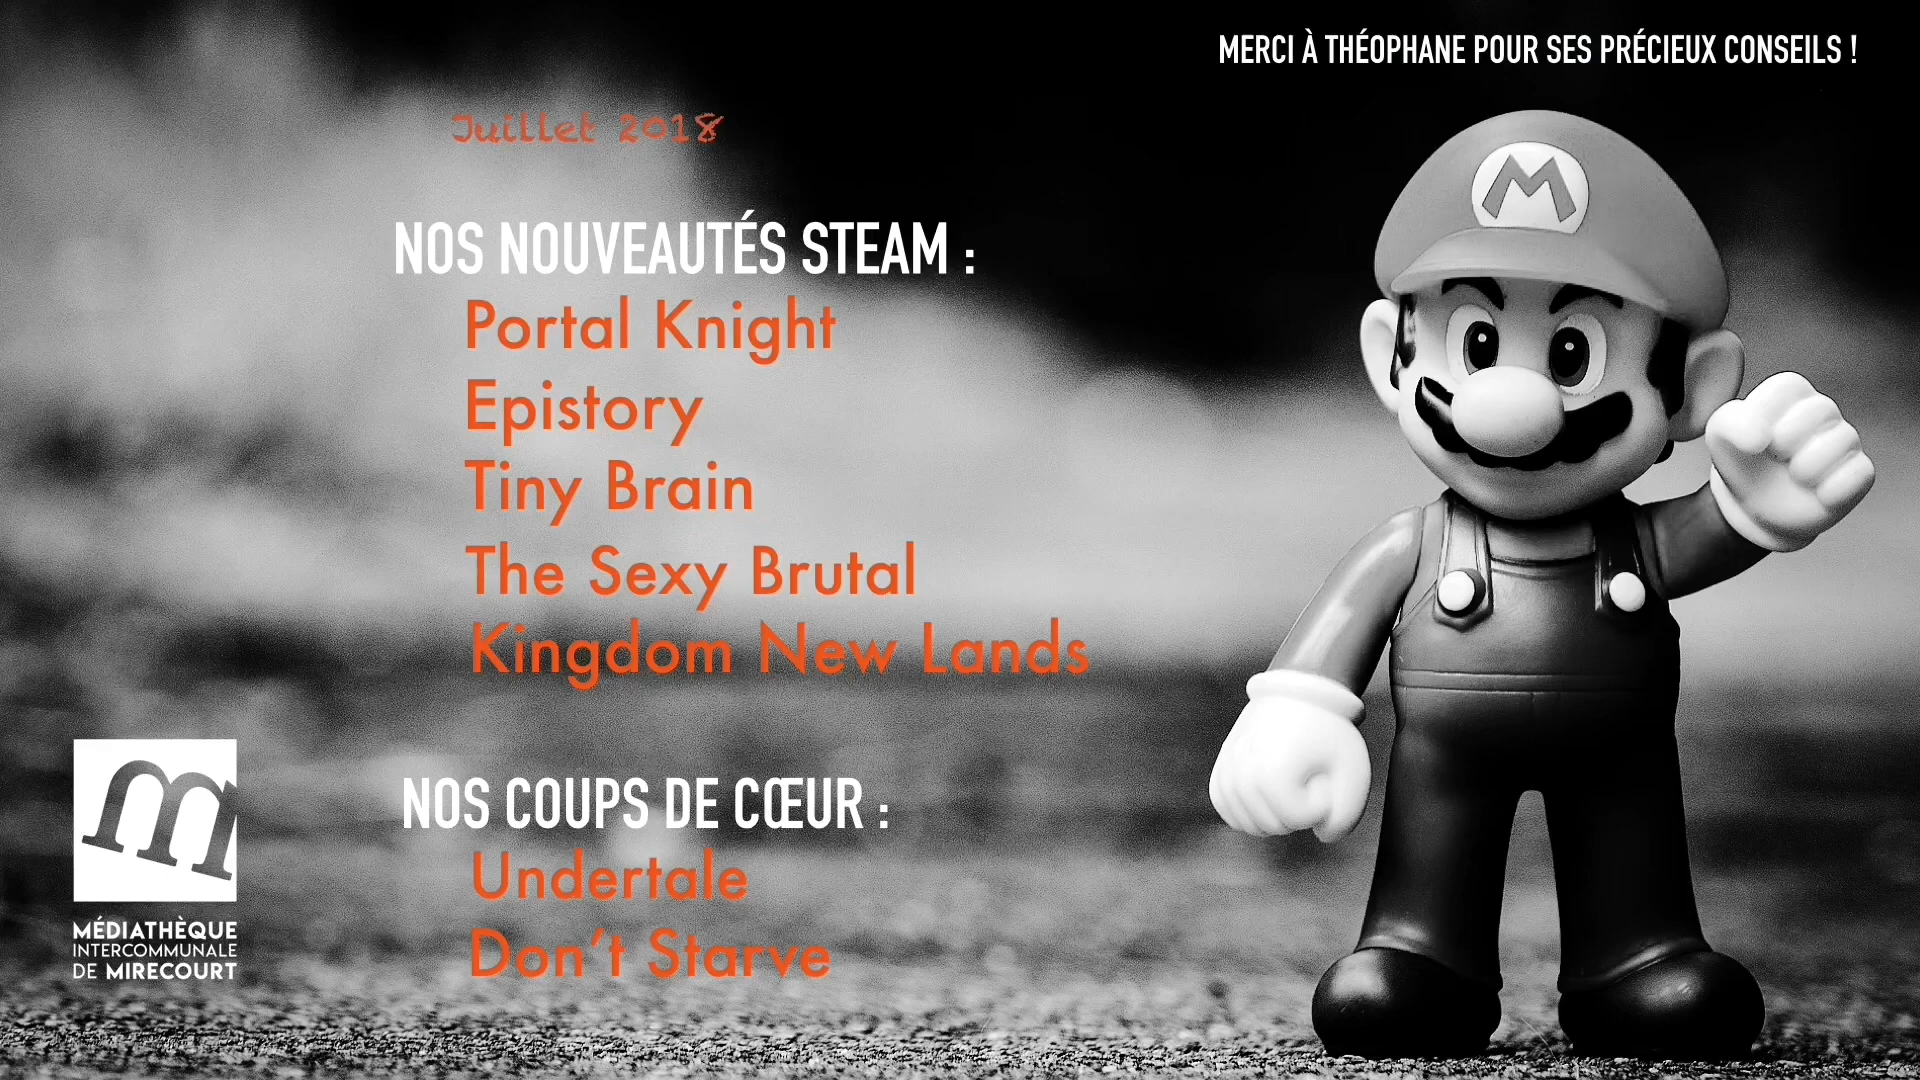 MERCI À THÉOPHANE POUR SES PRÉCIEUX CONSEILS !
Juillet 2018
NOS NOUVEAUTÉS STEAM :
Portal Knight
Epistory
Tiny Brain
The Sexy Brutal
Kingdom New Lands
NOS COUPS DE CŒUR :
Undertale
Don't Starve
M
m
MÉDIATHÈQUE
INTERCOMMUNALE
DE MIRECOURT